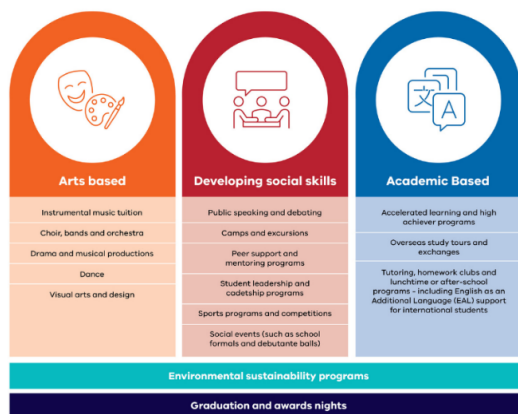 Arts based
Instrumental music tuition
Choir, bands and orchestra
Drama and musical productions
Dance
Visual arts and design
Developing social skills
Public speaking and debating
Camps and excursions
Peer support and
mentoring programs
Student leadership and
cadetship programs
Sports programs and competitions
Social events (such as school
formals and debutante balls)
文
A
Academic Based
Accelerated learning and high
achiever programs
Overseas study tours and
exchanges
Tutoring, homework clubs and
lunchtime or after-school
programs - including English as an
Additional Language (EAL) support
for international students
Environmental sustainability programs
Graduation and awards nights